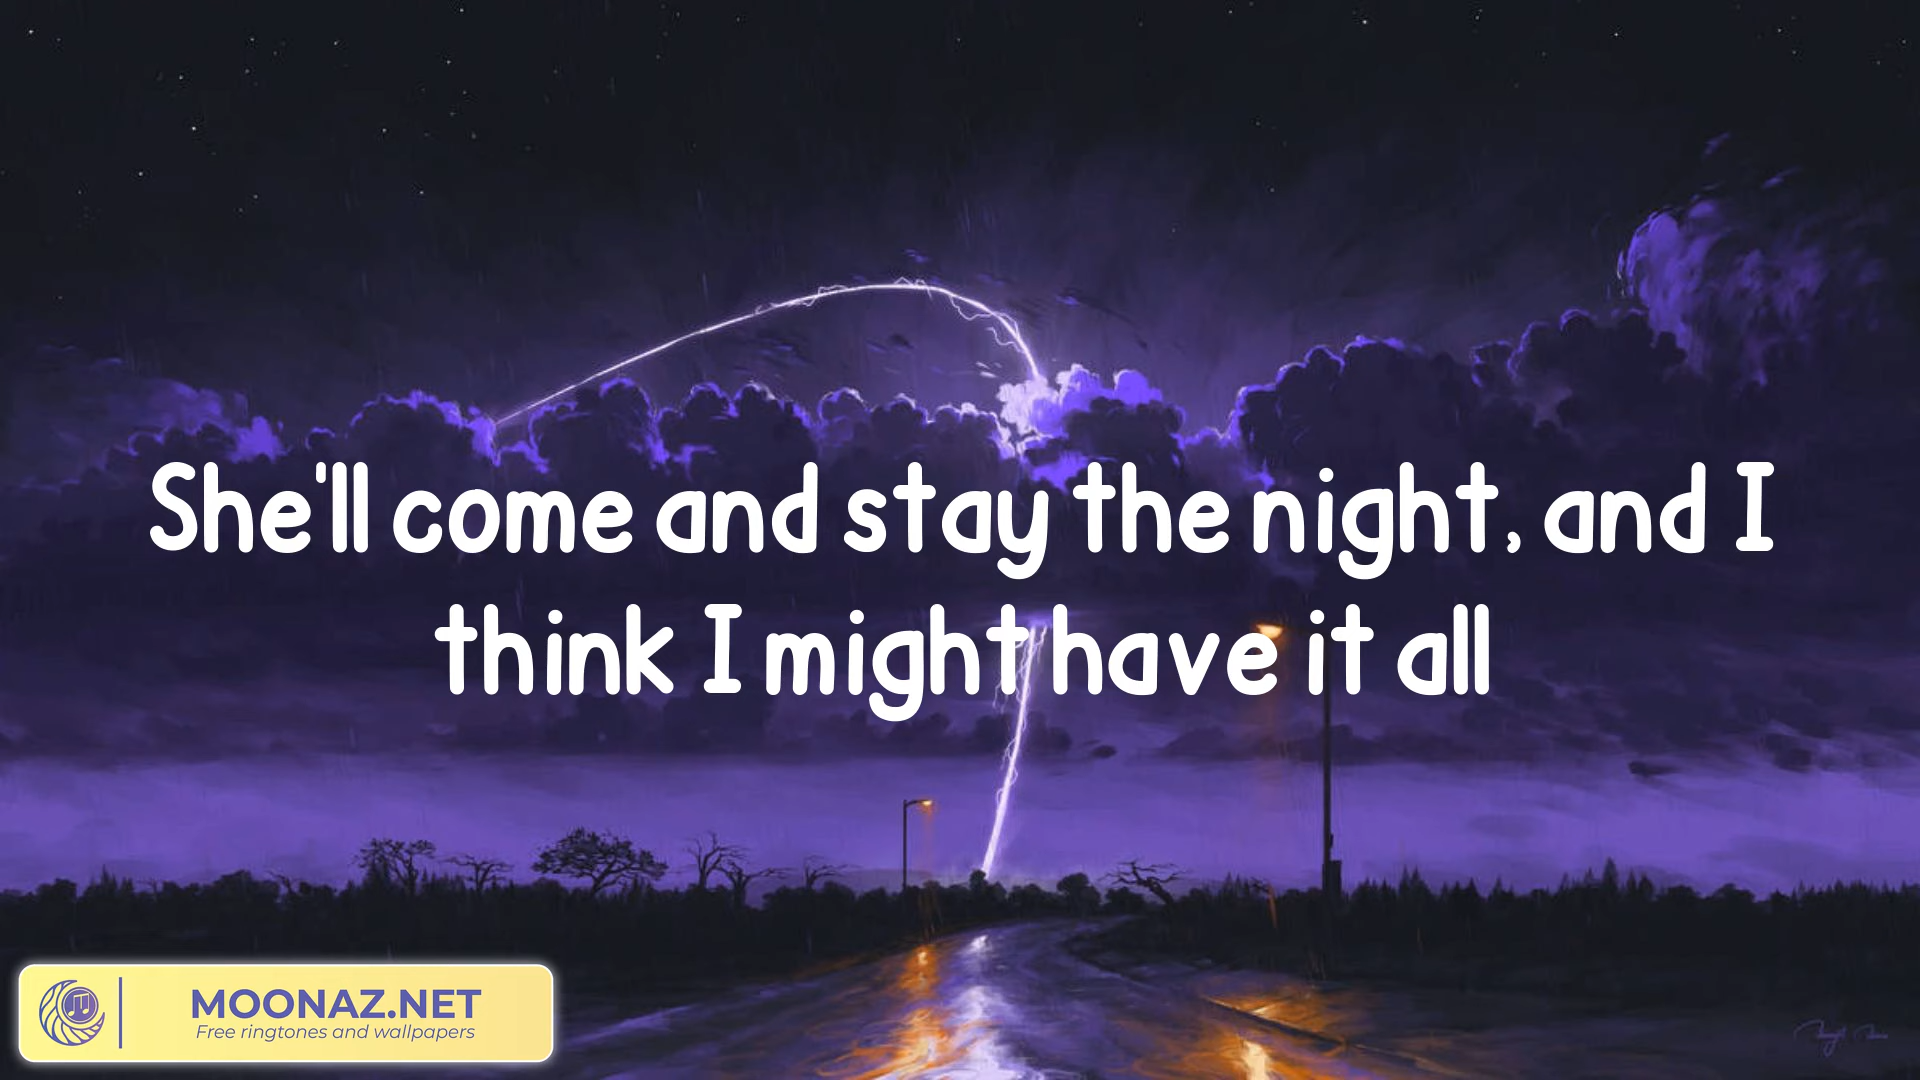 She'll come and stay the night, and I
think I might have it all
MOONAZ.NET
Free ringtones and wallpapers